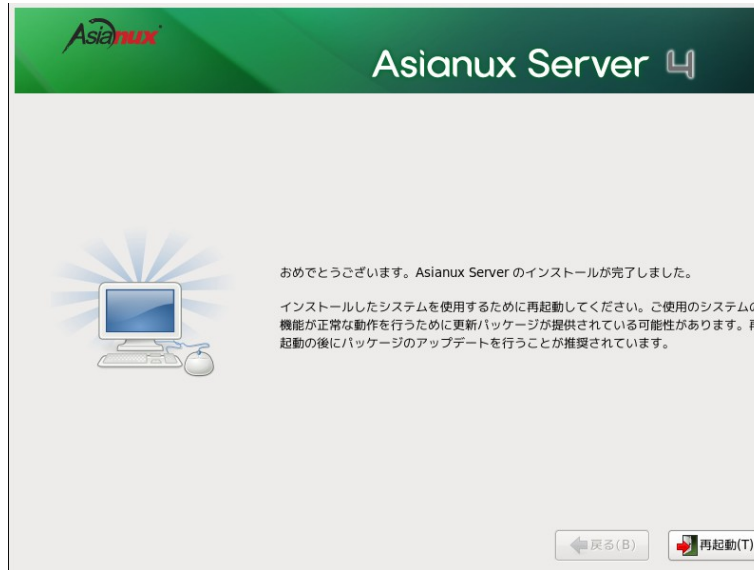 Asianux
Asianux Server 4
おめでとうございます。Asianux Server のインストールが完了しました。
インストールしたシステムを使用するために再起動してください。ご使用のシステムの
機能が正常な動作を行うために更新パッケージが提供されている可能性があります。再
起動の後にパッケージのアップデートを行うことが推奨されています。
戻る(B)
再起動(T)